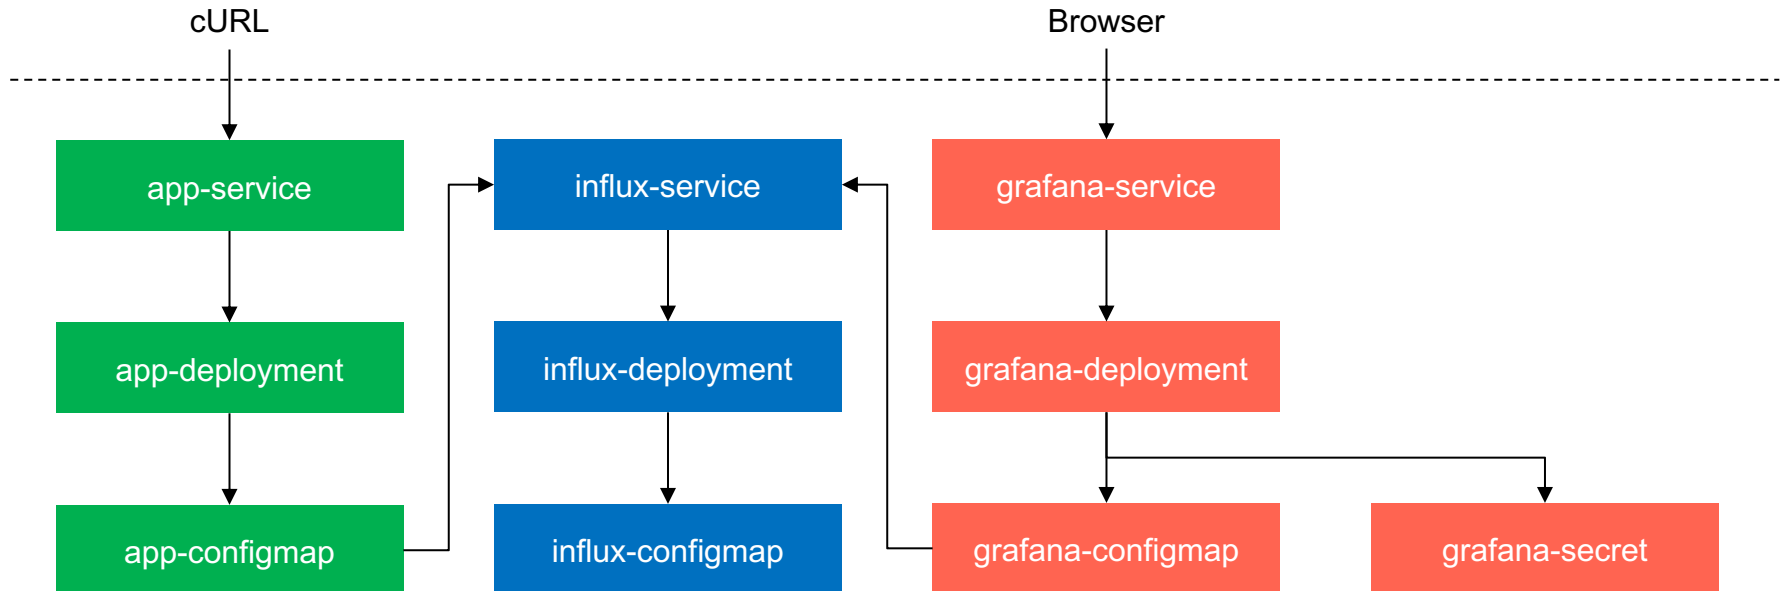 cURL
Browser
app-service
influx-service
grafana-service
app-deployment
influx-deployment
grafana-deployment
app-configmap
influx-configmap
grafana-configmap
grafana-secret